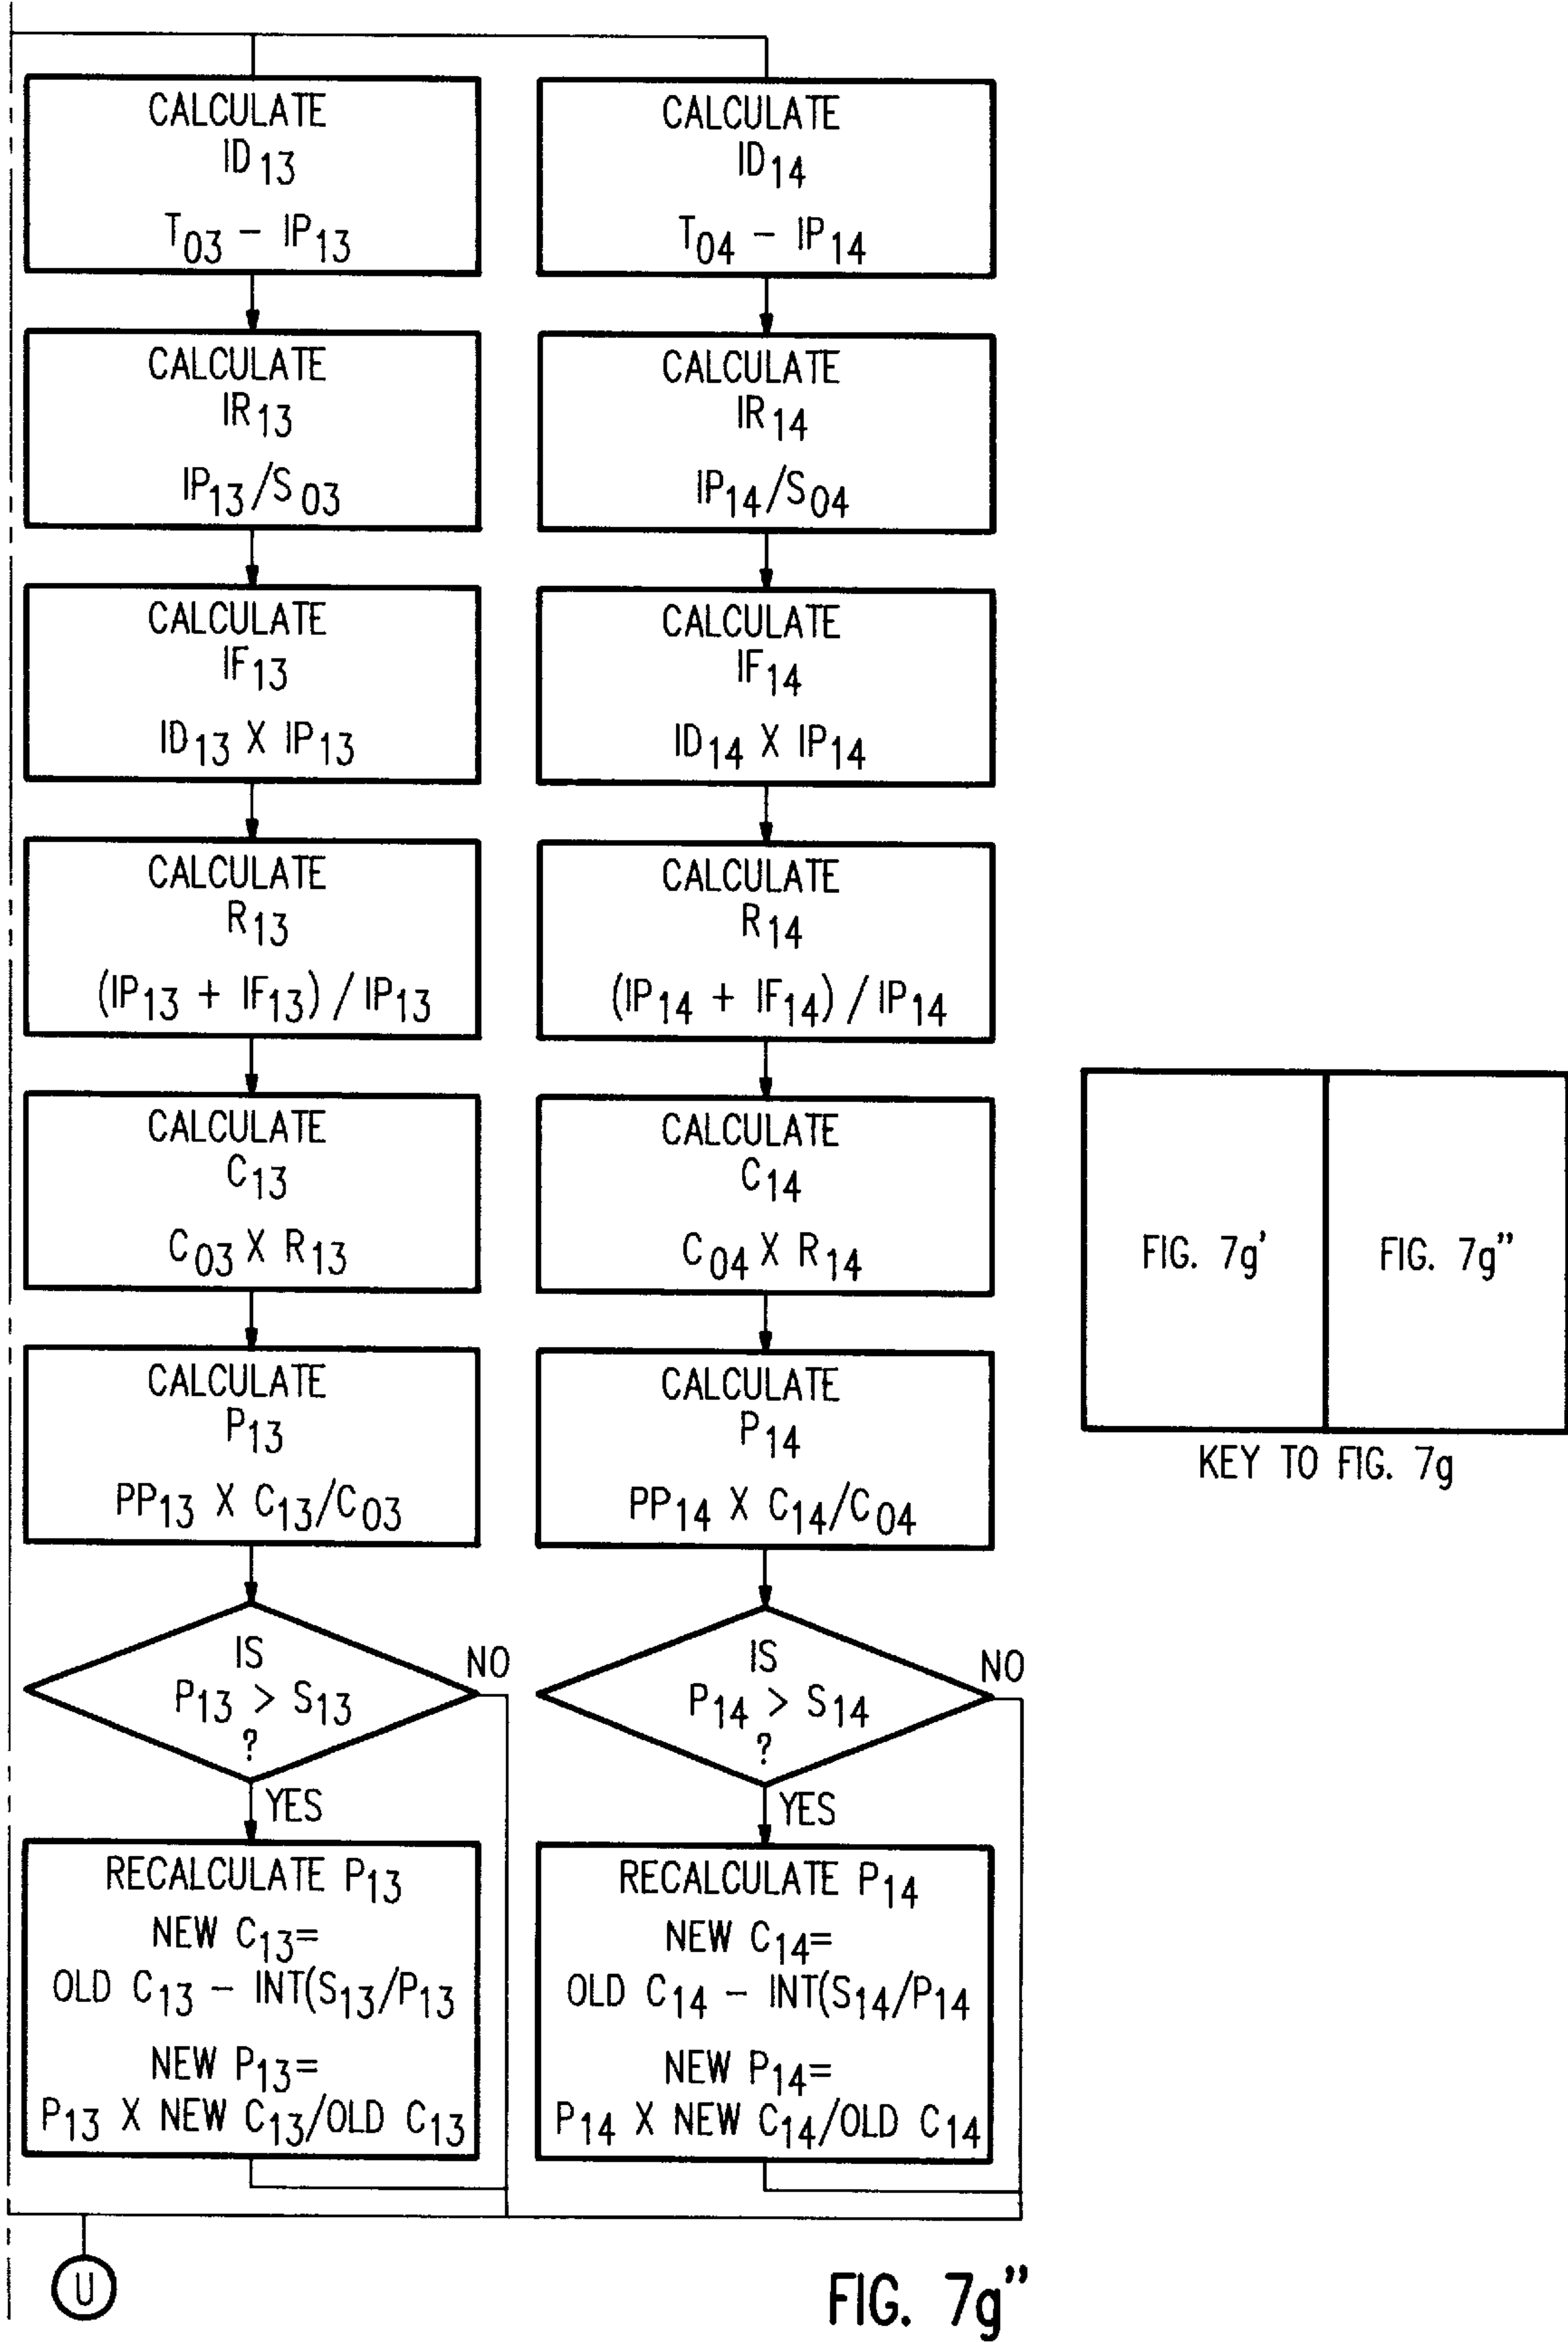 CALCULATE
ID₁₃
T₀₃ – IP₁₃
CALCULATE
IR₁₃
IP₁₃/S₀₃
CALCULATE
IF₁₃
ID₁₃ X IP₁₃
CALCULATE
R₁₃
(IP₁₃ + IF₁₃) / IP₁₃
CALCULATE
C₁₃
C₀₃ X R₁₃
CALCULATE
P₁₃
PP₁₃ X C₁₃/C₀₃
IS
P₁₃ > S₁₃
?
NO
YES
RECALCULATE P₁₃
NEW C₁₃=
OLD C₁₃ – INT(S₁₃/P₁₃
NEW P₁₃=
P₁₃ X NEW C₁₃/OLD C₁₃
CALCULATE
ID₁₄
T₀₄ – IP₁₄
CALCULATE
IR₁₄
IP₁₄/S₀₄
CALCULATE
IF₁₄
ID₁₄ X IP₁₄
CALCULATE
R₁₄
(IP₁₄ + IF₁₄) / IP₁₄
CALCULATE
C₁₄
C₀₄ X R₁₄
CALCULATE
P₁₄
PP₁₄ X C₁₄/C₀₄
IS
P₁₄ > S₁₄
?
NO
YES
RECALCULATE P₁₄
NEW C₁₄=
OLD C₁₄ – INT(S₁₄/P₁₄
NEW P₁₄=
P₁₄ X NEW C₁₄/OLD C₁₄
U
FIG. 7g' FIG. 7g"
KEY TO FIG. 7g
FIG. 7g"